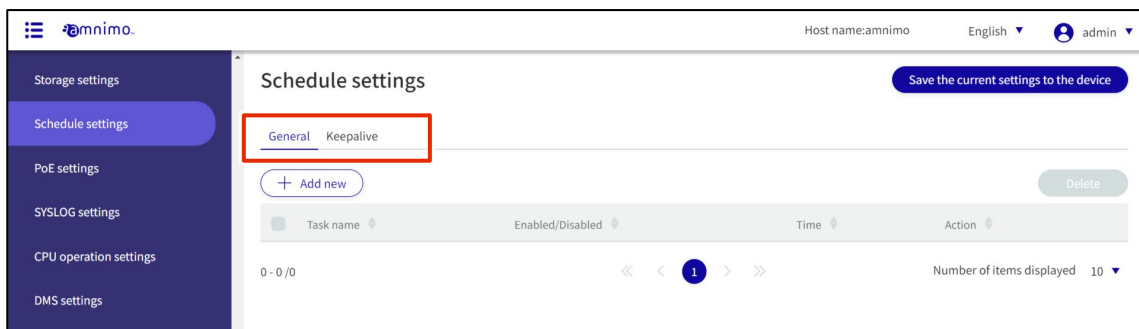 amnimo
Host name:amnimo
English
admin
Storage settings
Schedule settings
PoE settings
SYSLOG settings
CPU operation settings
DMS settings
Schedule settings
Save the current settings to the device
General Keepalive
+ Add new
Delete
Task name Enabled/Disabled Time Action
0 - 0 /0
1
Number of items displayed 10